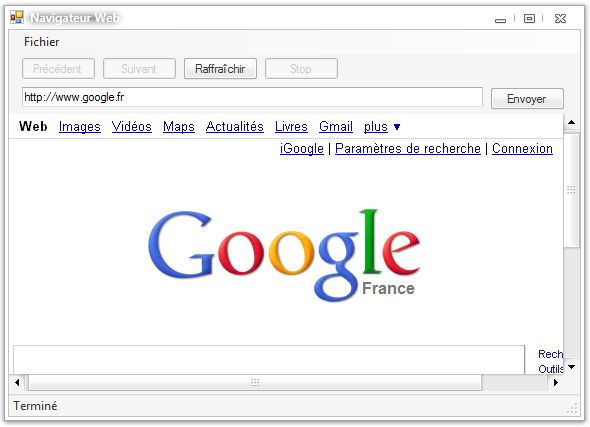 Navigateur Web
Fichier
Précédent Suivant Raffraîchir Stop
http://www.google.fr Envoyer
Web Images Vidéos Maps Actualités Livres Gmail plus ▼
iGoogle | Paramètres de recherche | Connexion
Google
France
Rech
Outils
Terminé